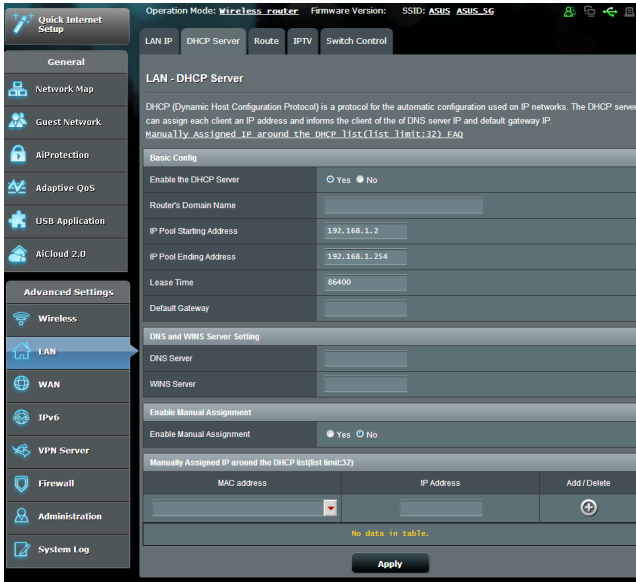 Quick Internet
Setup
General
Network Map
Guest Network
AiProtection
Adaptive QoS
USB Application
AiCloud 2.0
Advanced Settings
Wireless
LAN
WAN
IPv6
VPN Server
Firewall
Administration
System Log
Operation Mode: Wireless router Firmware Version: SSID: ASUS ASUS_5G
LAN IP DHCP Server Route IPTV Switch Control
LAN - DHCP Server
DHCP (Dynamic Host Configuration Protocol) is a protocol for the automatic configuration used on IP networks. The DHCP server
can assign each client an IP address and informs the client of the of DNS server IP and default gateway IP.
Manually Assigned IP around the DHCP list(list limit:32) FAQ
Basic Config
Enable the DHCP Server Yes No
Router's Domain Name
IP Pool Starting Address 192.168.1.2
IP Pool Ending Address 192.168.1.254
Lease Time 86400
Default Gateway
DNS and WINS Server Setting
DNS Server
WINS Server
Enable Manual Assignment
Enable Manual Assignment Yes No
Manually Assigned IP around the DHCP list(list limit:32)
MAC address IP Address Add / Delete
No data in table.
Apply